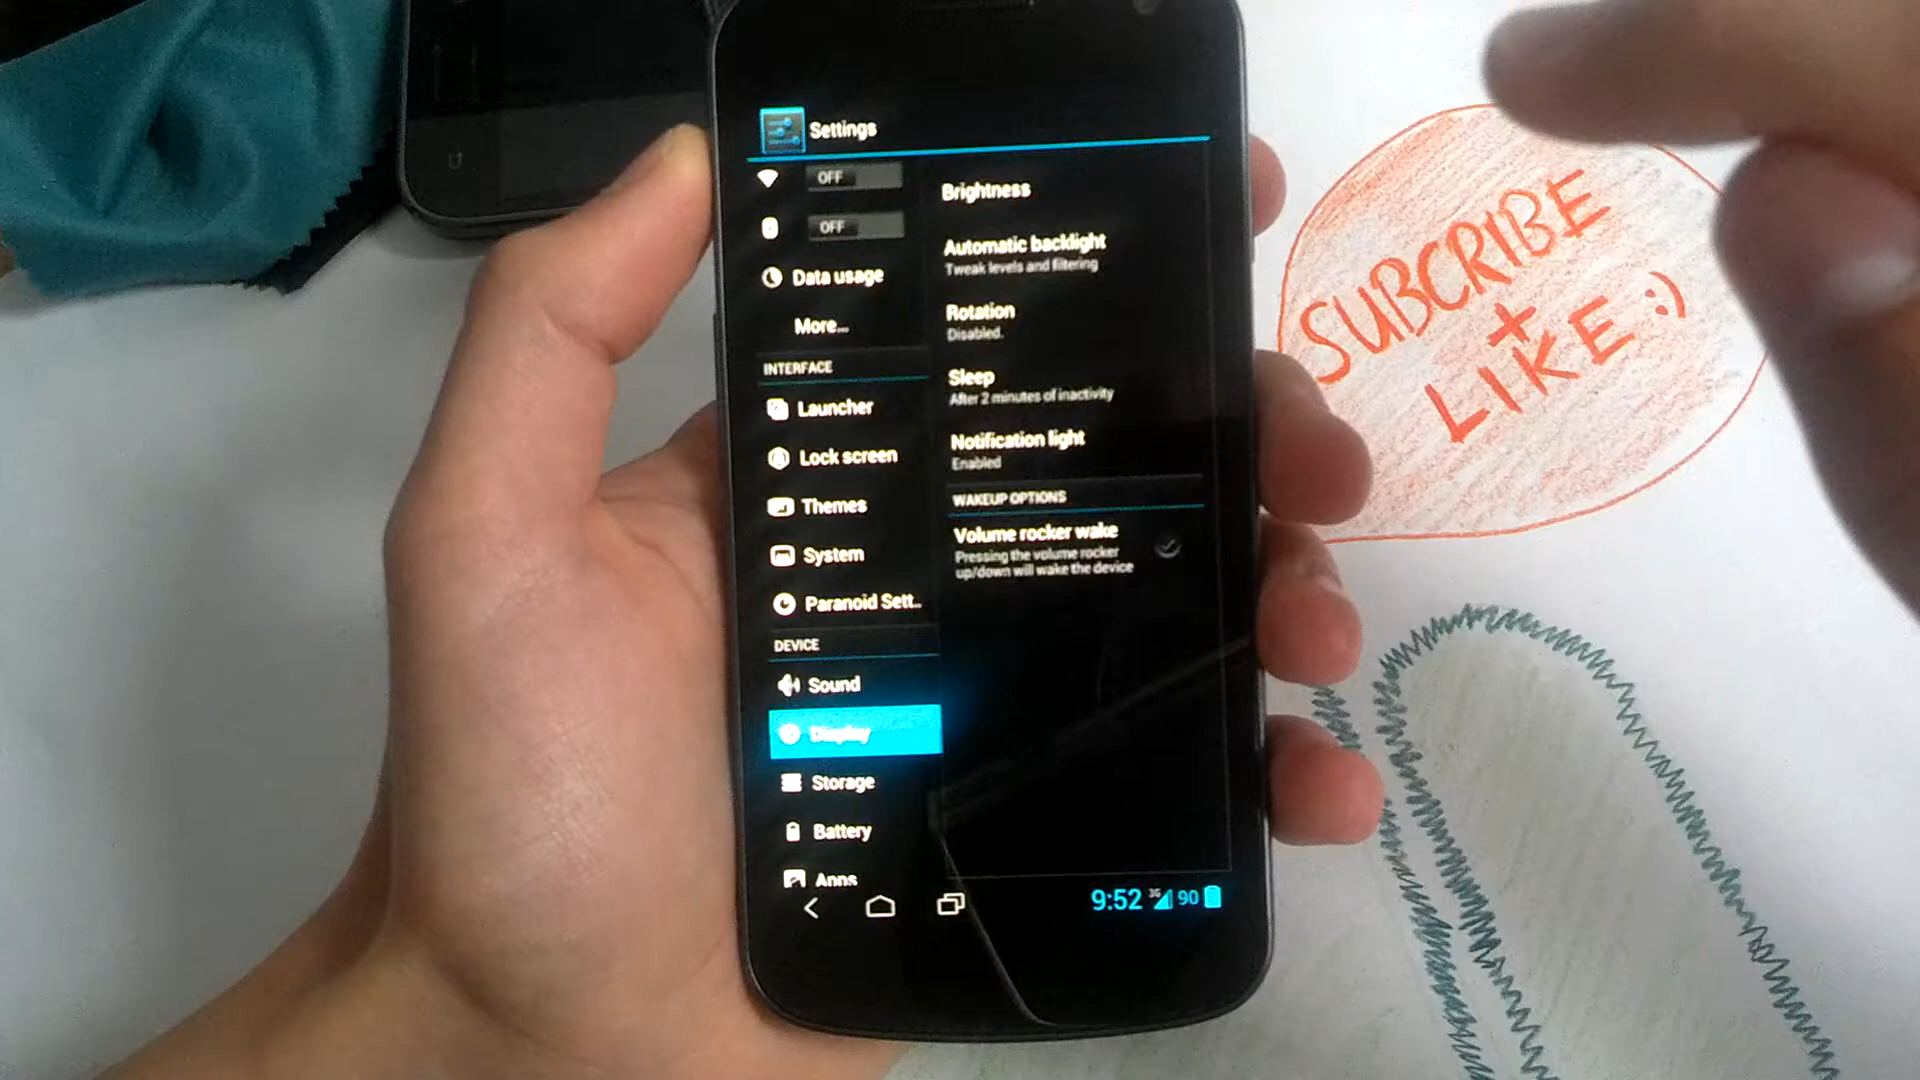 Settings
OFF
OFF
Data usage
More...
INTERFACE
Launcher
Lock screen
Themes
System
Paranoid Sett..
DEVICE
Sound
Display
Storage
Battery
Apps
Brightness
Automatic backlight
Tweak levels and filtering
Rotation
Disabled.
Sleep
After 2 minutes of inactivity
Notification light
Enabled
WAKEUP OPTIONS
Volume rocker wake
Pressing the volume rocker
up/down will wake the device
9:52 3G 90
SUBCRIBE
+
LIKE :)